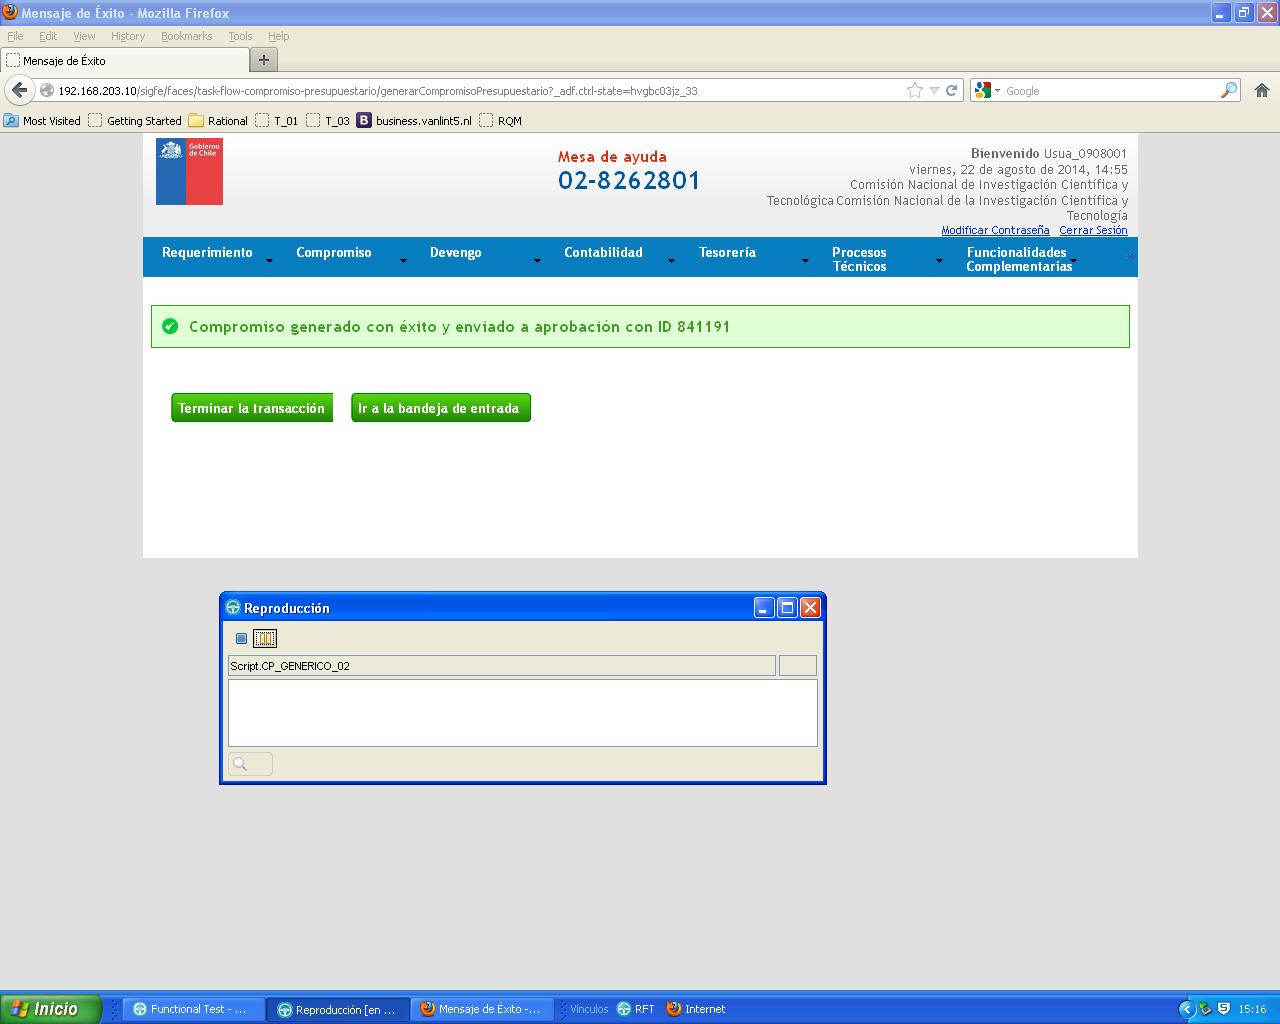 Mensaje de Éxito - Mozilla Firefox
File Edit View History Bookmarks Tools Help
Mensaje de Éxito
192.168.203.10/sigfe/faces/task-flow-compromiso-presupuestario/generarCompromisoPresupuestario?_adf.ctrl-state=hvgbc03jz_33
Google
Most Visited Getting Started Rational T_01 T_03 B business.vanlint5.nl RQM
Gobierno de Chile
Mesa de ayuda
02-8262801
Bienvenido Usua_0908001
viernes, 22 de agosto de 2014, 14:55
Comisión Nacional de Investigación Científica y
Tecnológica Comisión Nacional de la Investigación Científica y
Tecnología
Modificar Contraseña Cerrar Sesión
Requerimiento Compromiso Devengo Contabilidad Tesorería Procesos Técnicos Funcionalidades Complementarias »
Compromiso generado con éxito y enviado a aprobación con ID 841191
Terminar la transacción Ir a la bandeja de entrada
Reproducción
Script.CP_GENERICO_02
Inicio Functional Test - ... Reproducción [en ... Mensaje de Éxito -... Vínculos RFT Internet 15:16